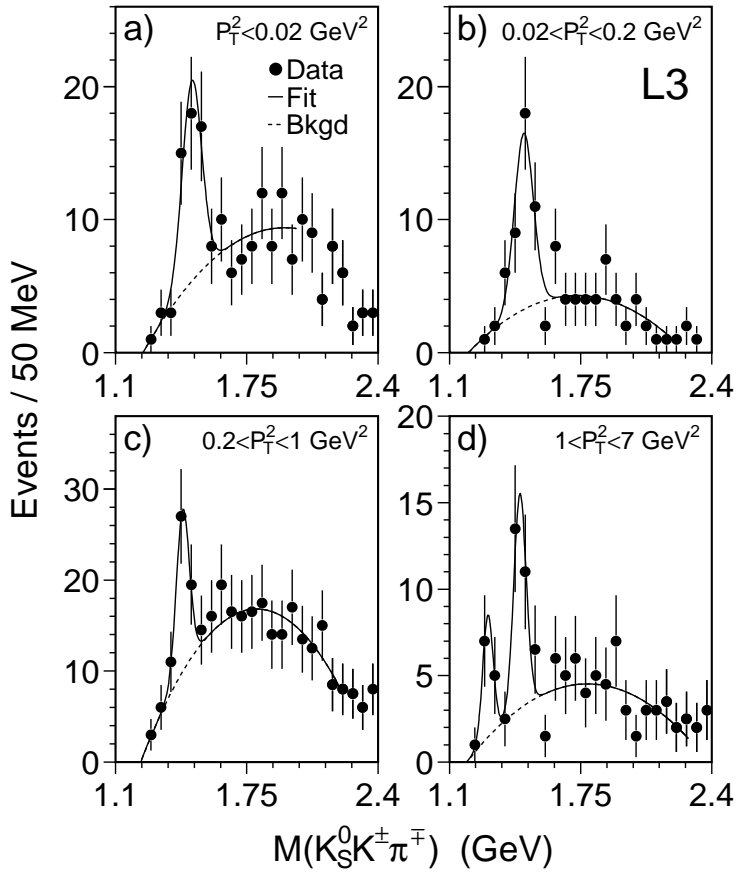 a) P_T^2<0.02 GeV^2
● Data
— Fit
---- Bkgd
20
10
0
1.1 1.75 2.4
b) 0.02<P_T^2<0.2 GeV^2
L3
20
10
0
1.1 1.75 2.4
c) 0.2<P_T^2<1 GeV^2
30
20
10
0
1.1 1.75 2.4
d) 1<P_T^2<7 GeV^2
20
15
10
5
0
1.1 1.75 2.4
Events / 50 MeV
M(K_S^0K^±π^∓) (GeV)